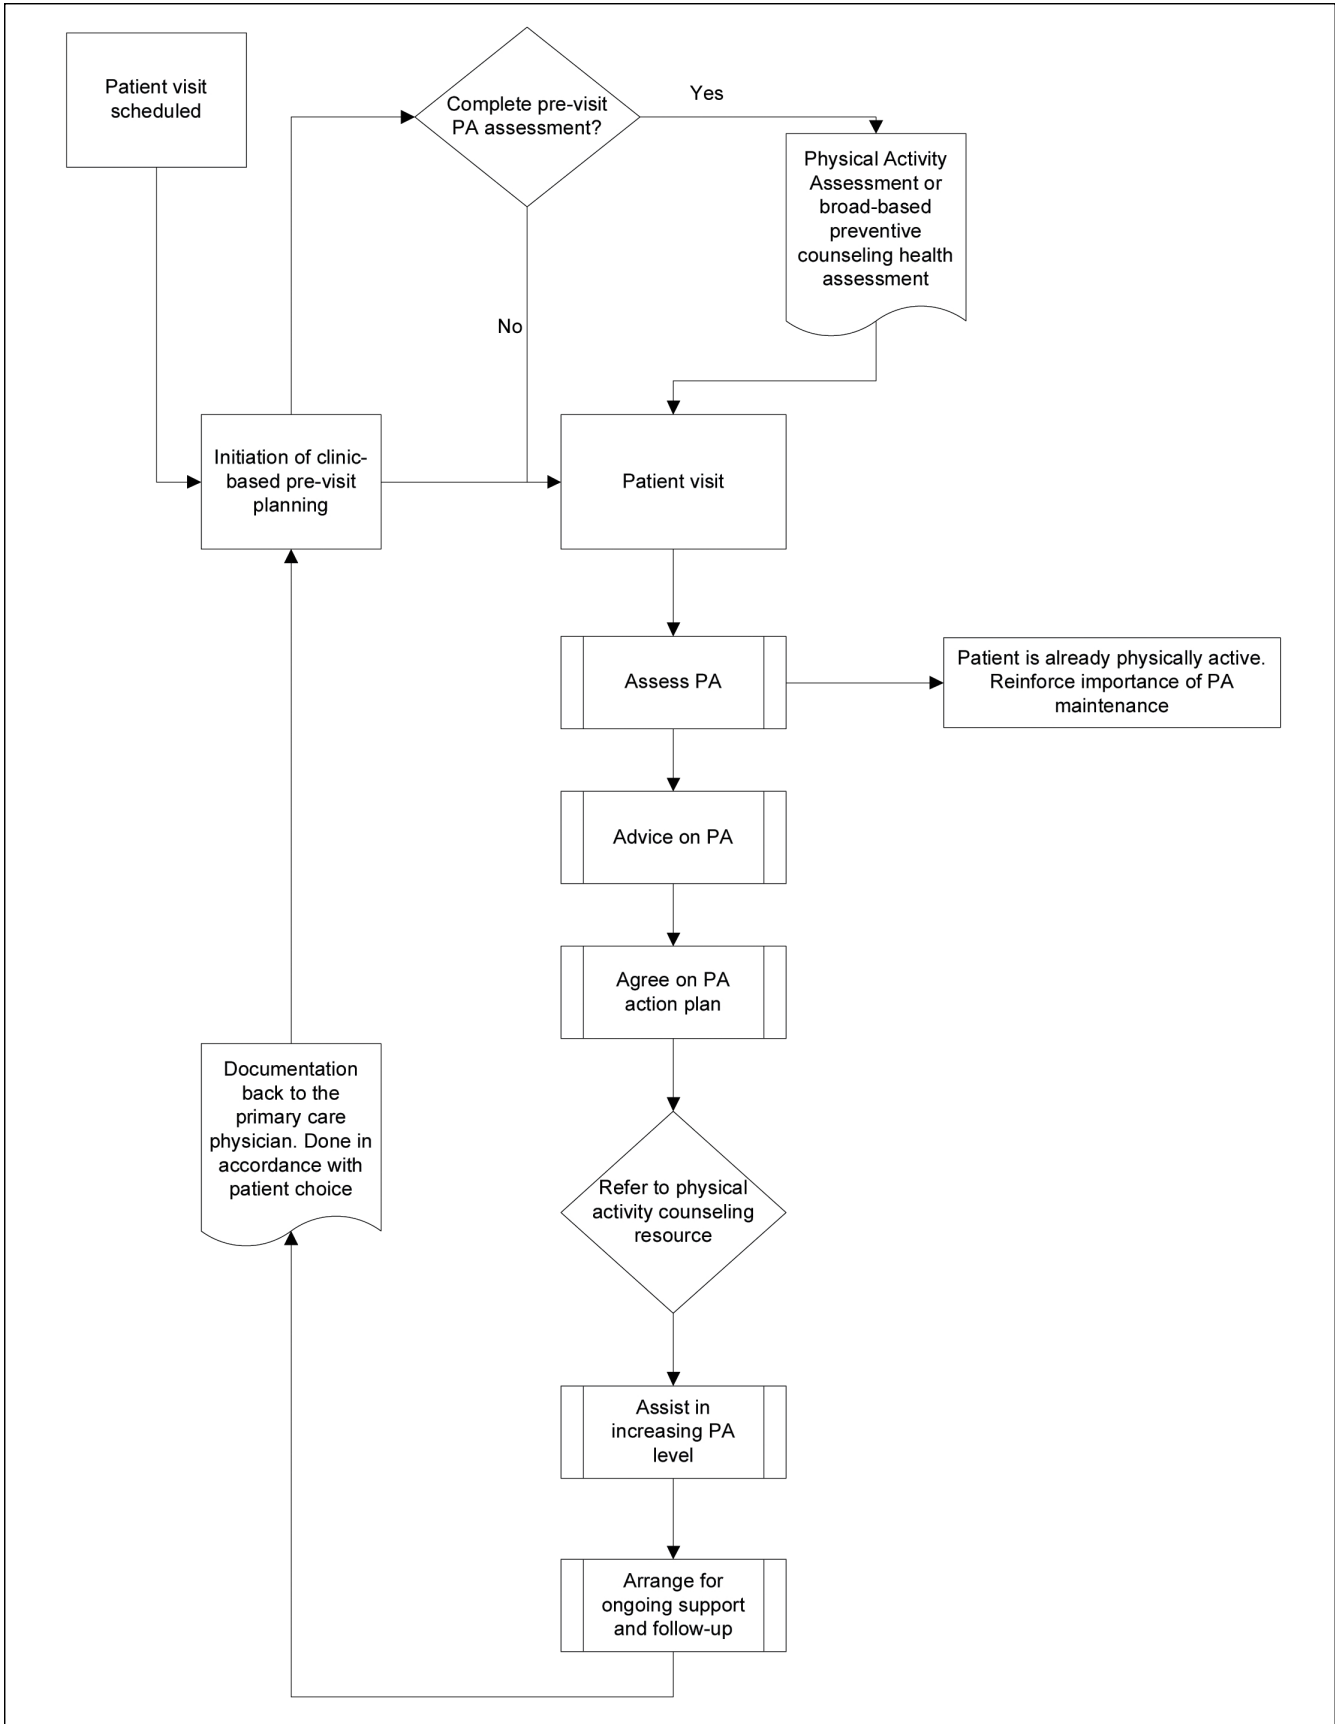 Patient visit
scheduled
Complete pre-visit
PA assessment?
Yes
Physical Activity
Assessment or
broad-based
preventive
counseling health
assessment
No
Initiation of clinic-
based pre-visit
planning
Patient visit
Assess PA
Patient is already physically active.
Reinforce importance of PA
maintenance
Advice on PA
Agree on PA
action plan
Documentation
back to the
primary care
physician. Done in
accordance with
patient choice
Refer to physical
activity counseling
resource
Assist in
increasing PA
level
Arrange for
ongoing support
and follow-up